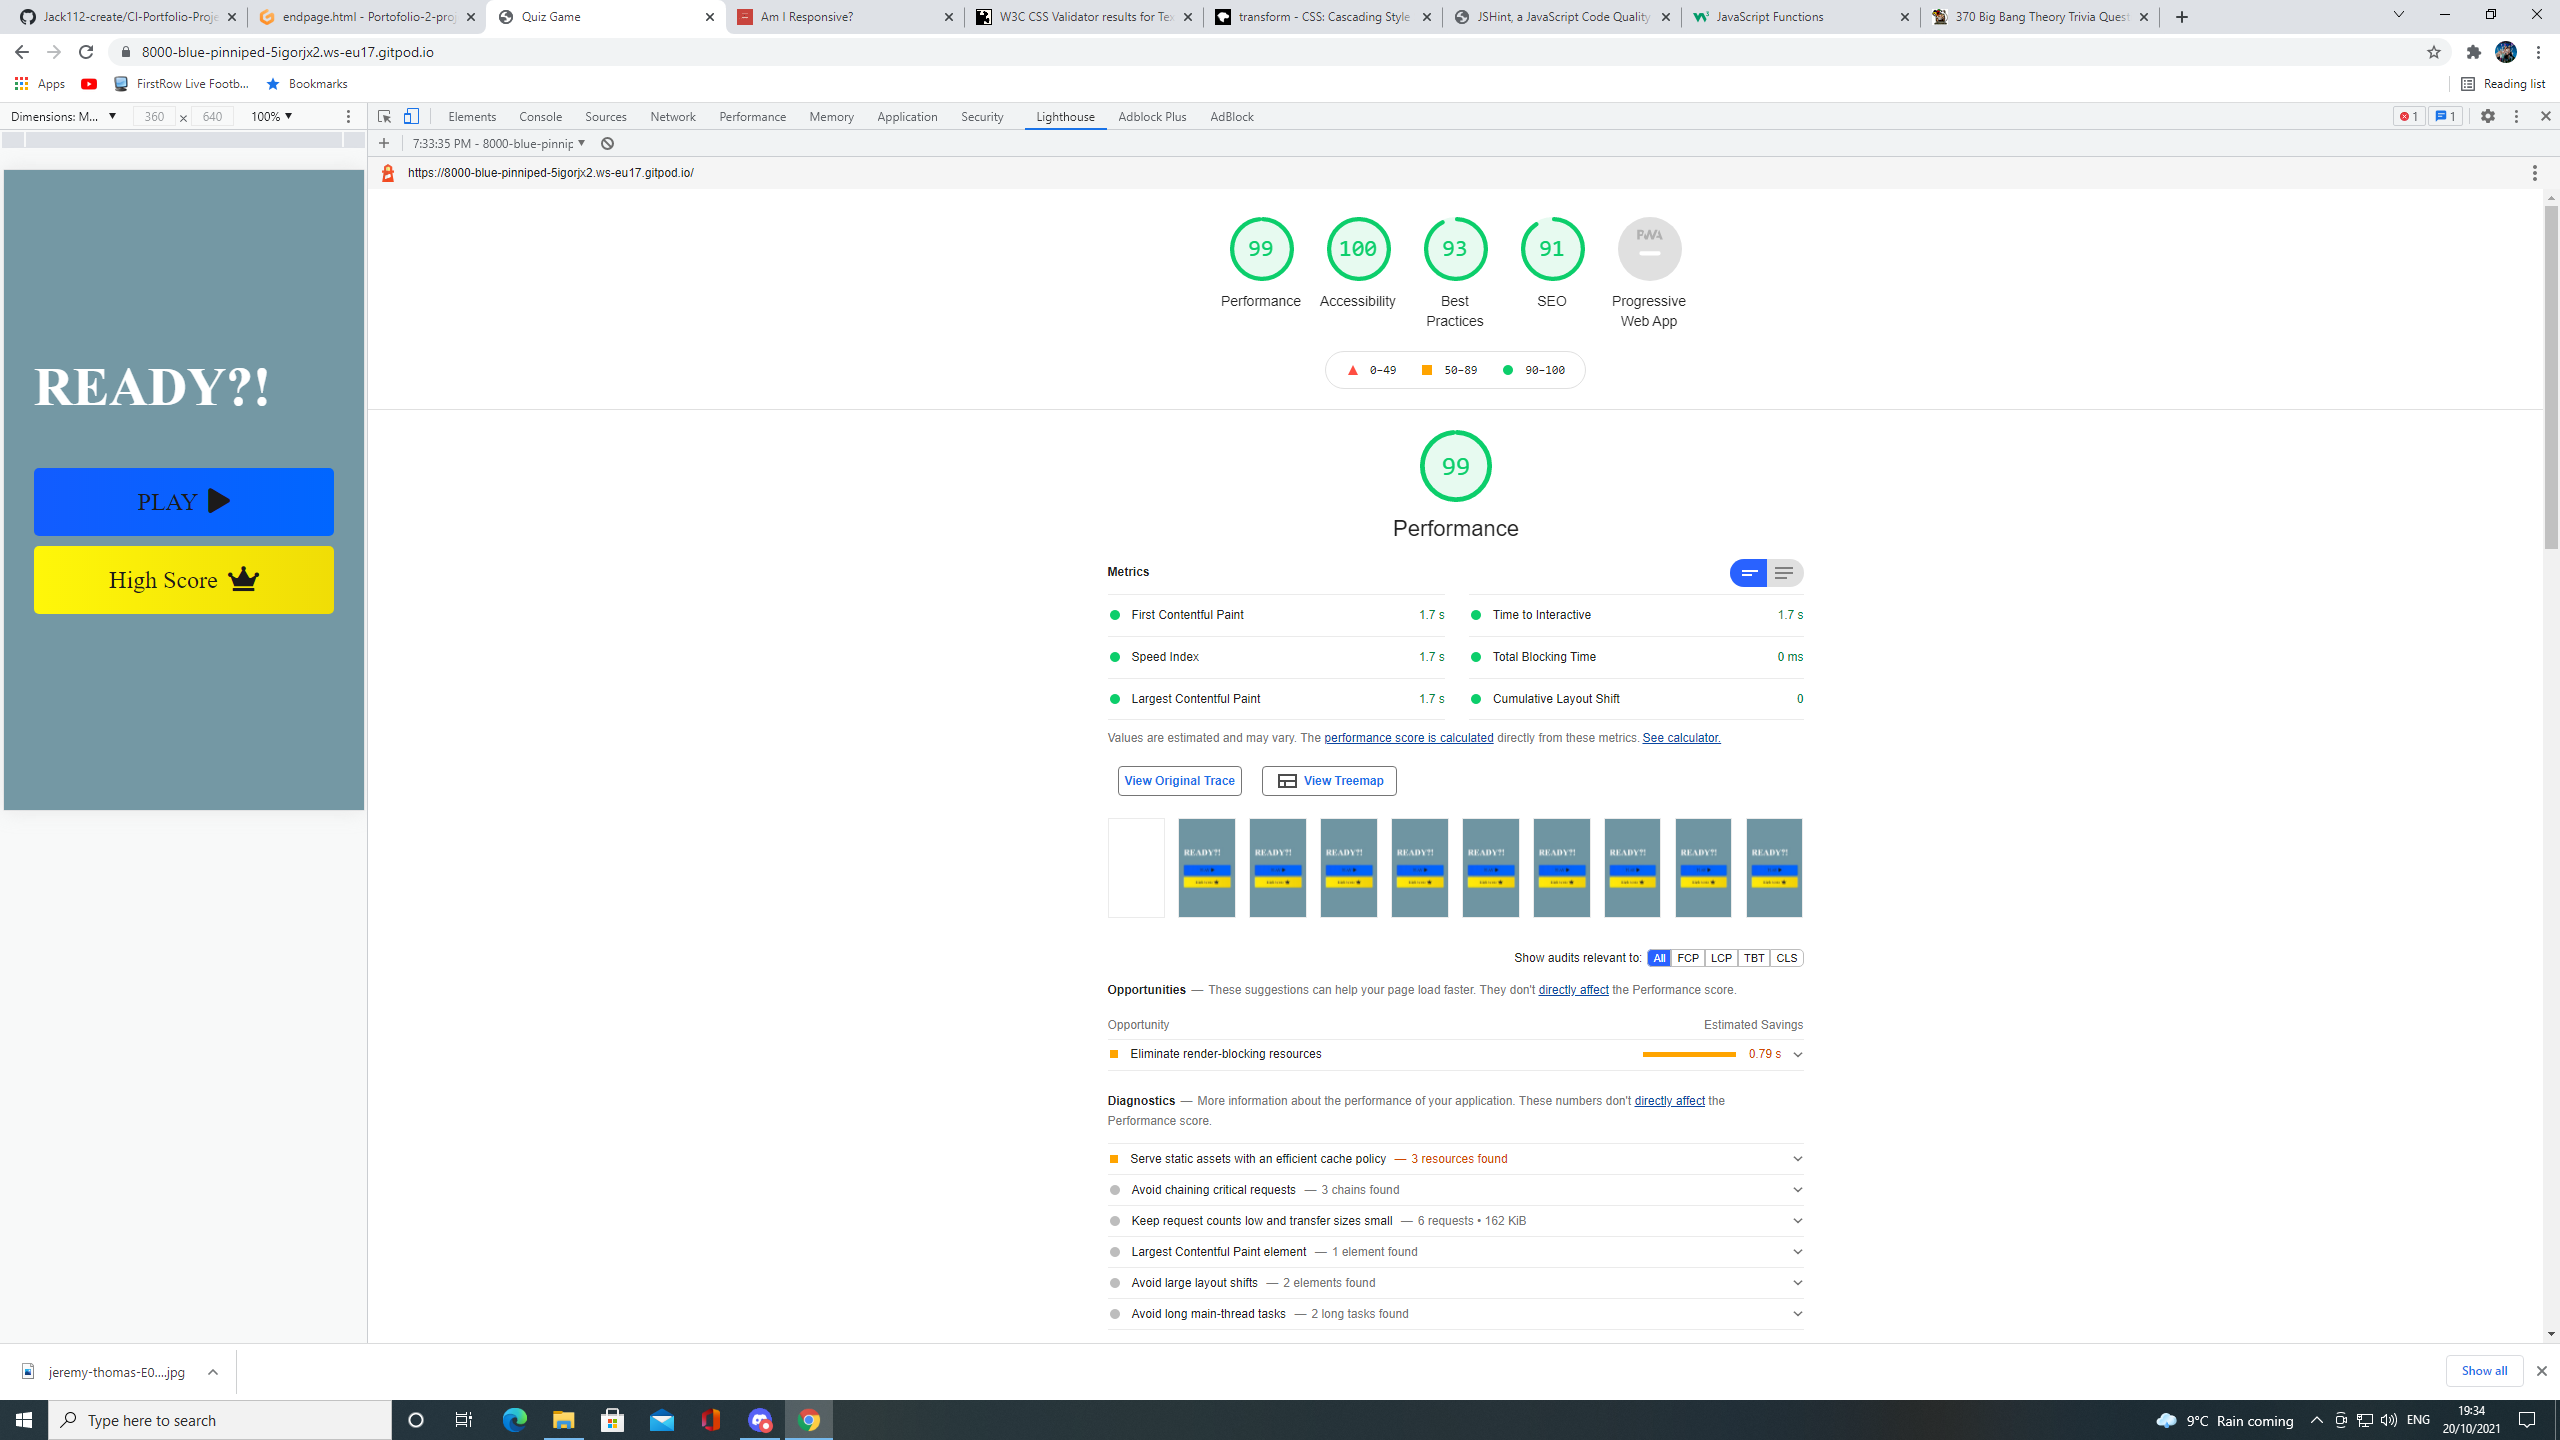 Jack112-create/CI-Portfolio-Proje
endpage.html - Portofolio-2-proj
Quiz Game
Am I Responsive?
W3C CSS Validator results for Tex
transform - CSS: Cascading Style
JSHint, a JavaScript Code Quality
JavaScript Functions
370 Big Bang Theory Trivia Quest
8000-blue-pinniped-5igorjx2.ws-eu17.gitpod.io
Apps
FirstRow Live Footb...
Bookmarks
Reading list
Dimensions: M... 360 × 640 100%
Elements Console Sources Network Performance Memory Application Security Lighthouse Adblock Plus AdBlock
1 1
7:33:35 PM - 8000-blue-pinnip
https://8000-blue-pinniped-5igorjx2.ws-eu17.gitpod.io/
READY?!
PLAY
High Score
99 100 93 91 PWA
Performance Accessibility Best Practices SEO Progressive Web App
0–49 50–89 90–100
99
Performance
Metrics
First Contentful Paint 1.7 s
Time to Interactive 1.7 s
Speed Index 1.7 s
Total Blocking Time 0 ms
Largest Contentful Paint 1.7 s
Cumulative Layout Shift 0
Values are estimated and may vary. The performance score is calculated directly from these metrics. See calculator.
View Original Trace
View Treemap
READY?! READY?! READY?! READY?! READY?! READY?! READY?! READY?! READY?!
Show audits relevant to: All FCP LCP TBT CLS
Opportunities — These suggestions can help your page load faster. They don't directly affect the Performance score.
Opportunity Estimated Savings
Eliminate render-blocking resources 0.79 s
Diagnostics — More information about the performance of your application. These numbers don't directly affect the
Performance score.
Serve static assets with an efficient cache policy — 3 resources found
Avoid chaining critical requests — 3 chains found
Keep request counts low and transfer sizes small — 6 requests • 162 KiB
Largest Contentful Paint element — 1 element found
Avoid large layout shifts — 2 elements found
Avoid long main-thread tasks — 2 long tasks found
jeremy-thomas-E0....jpg
Show all
Type here to search
9°C Rain coming
ENG
19:34
20/10/2021